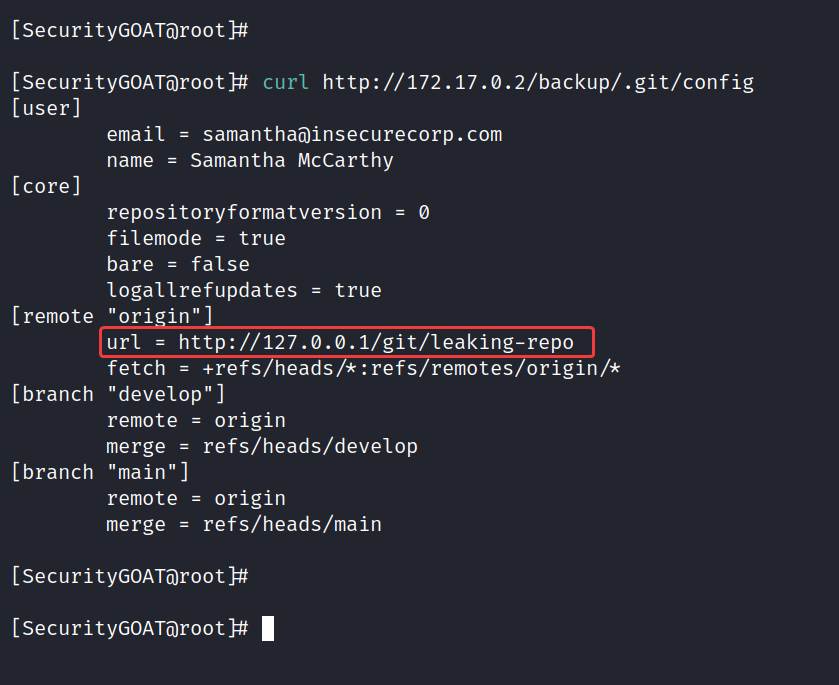 [SecurityGOAT@root]#
[SecurityGOAT@root]# curl http://172.17.0.2/backup/.git/config
[user]
        email = samantha@insecurecorp.com
        name = Samantha McCarthy
[core]
        repositoryformatversion = 0
        filemode = true
        bare = false
        logallrefupdates = true
[remote "origin"]
        url = http://127.0.0.1/git/leaking-repo
        fetch = +refs/heads/*:refs/remotes/origin/*
[branch "develop"]
        remote = origin
        merge = refs/heads/develop
[branch "main"]
        remote = origin
        merge = refs/heads/main
[SecurityGOAT@root]#
[SecurityGOAT@root]#